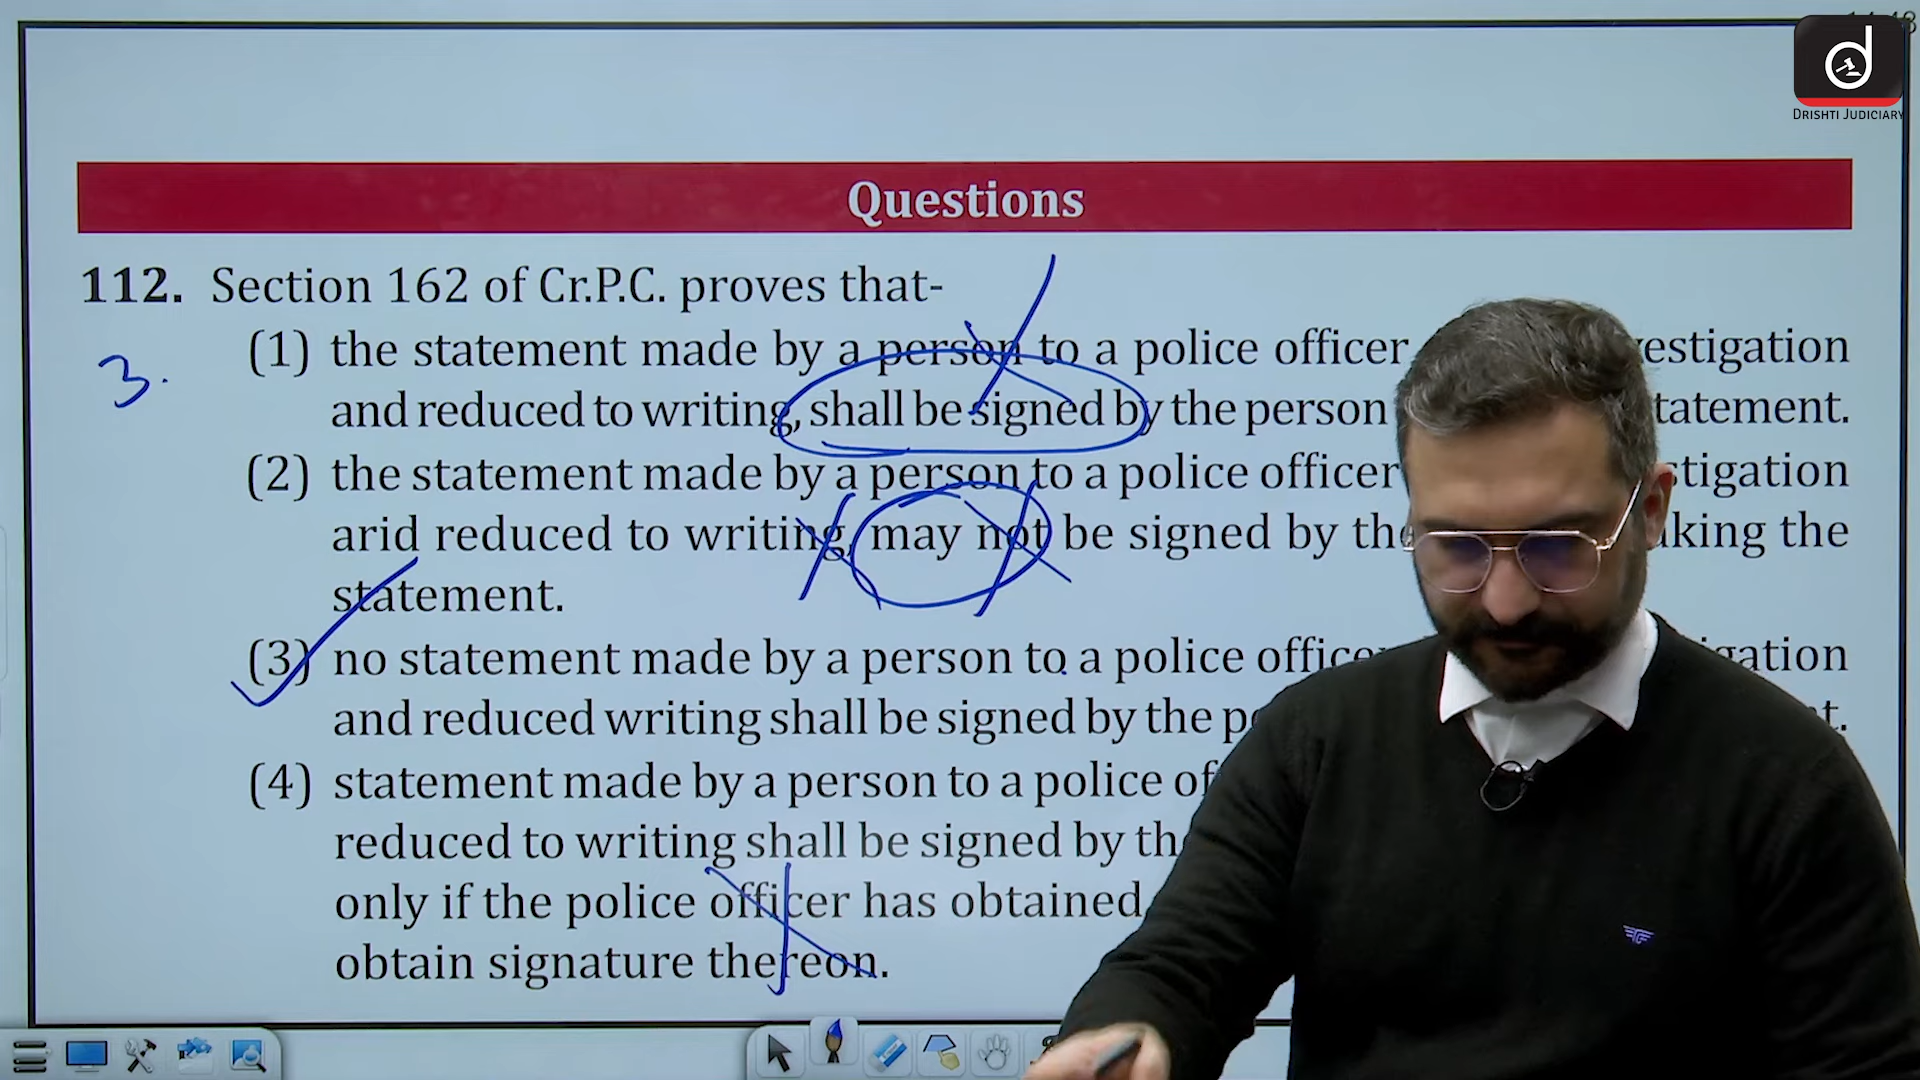 DRISHTI JUDICIARY
Questions
112. Section 162 of Cr.P.C. proves that-
3.
(1) the statement made by a person to a police officer estigation
and reduced to writing, shall be signed by the person tatement.
(2) the statement made by a person to a police officer stigation
arid reduced to writing, may not be signed by the king the
statement.
(3) no statement made by a person to a police office gation
and reduced writing shall be signed by the p t.
(4) statement made by a person to a police of
reduced to writing shall be signed by the
only if the police officer has obtained
obtain signature thereon.